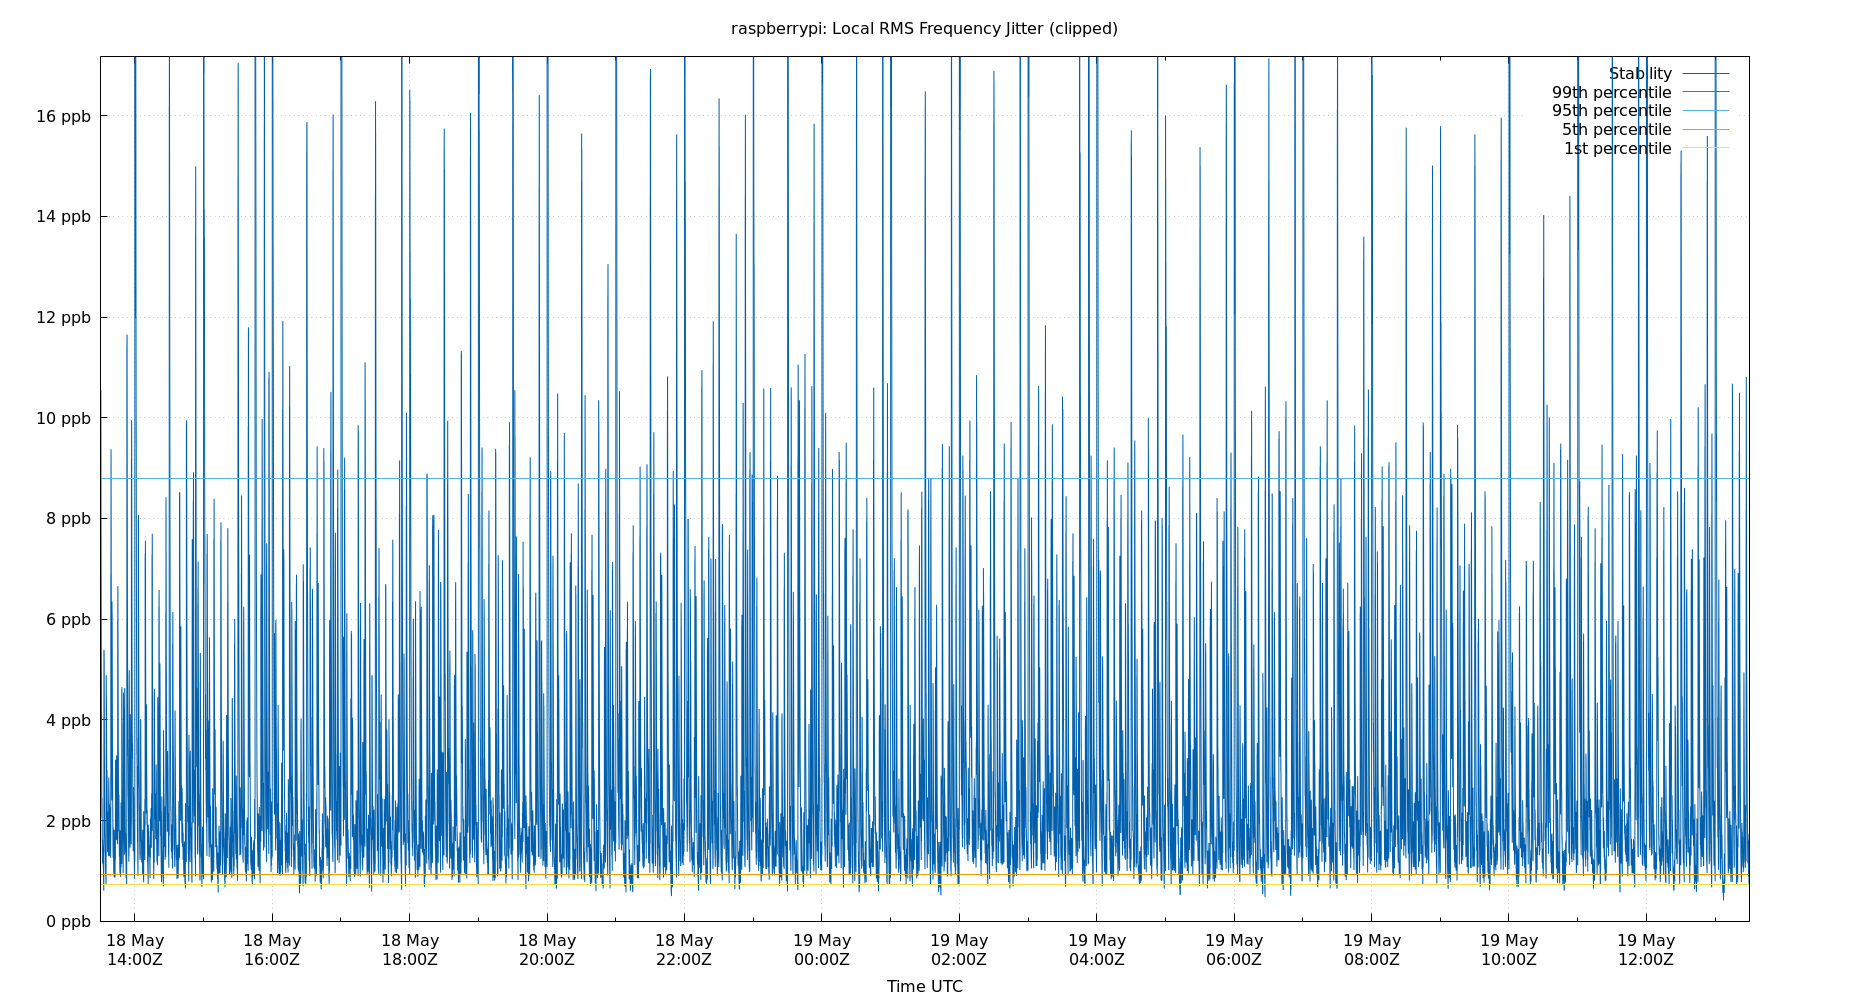 raspberrypi: Local RMS Frequency Jitter (clipped)
Stability
99th percentile
95th percentile
5th percentile
1st percentile
16 ppb
14 ppb
12 ppb
10 ppb
8 ppb
6 ppb
4 ppb
2 ppb
0 ppb
18 May 18 May 18 May 18 May 18 May 19 May 19 May 19 May 19 May 19 May 19 May 19 May
14:00Z 16:00Z 18:00Z 20:00Z 22:00Z 00:00Z 02:00Z 04:00Z 06:00Z 08:00Z 10:00Z 12:00Z
Time UTC